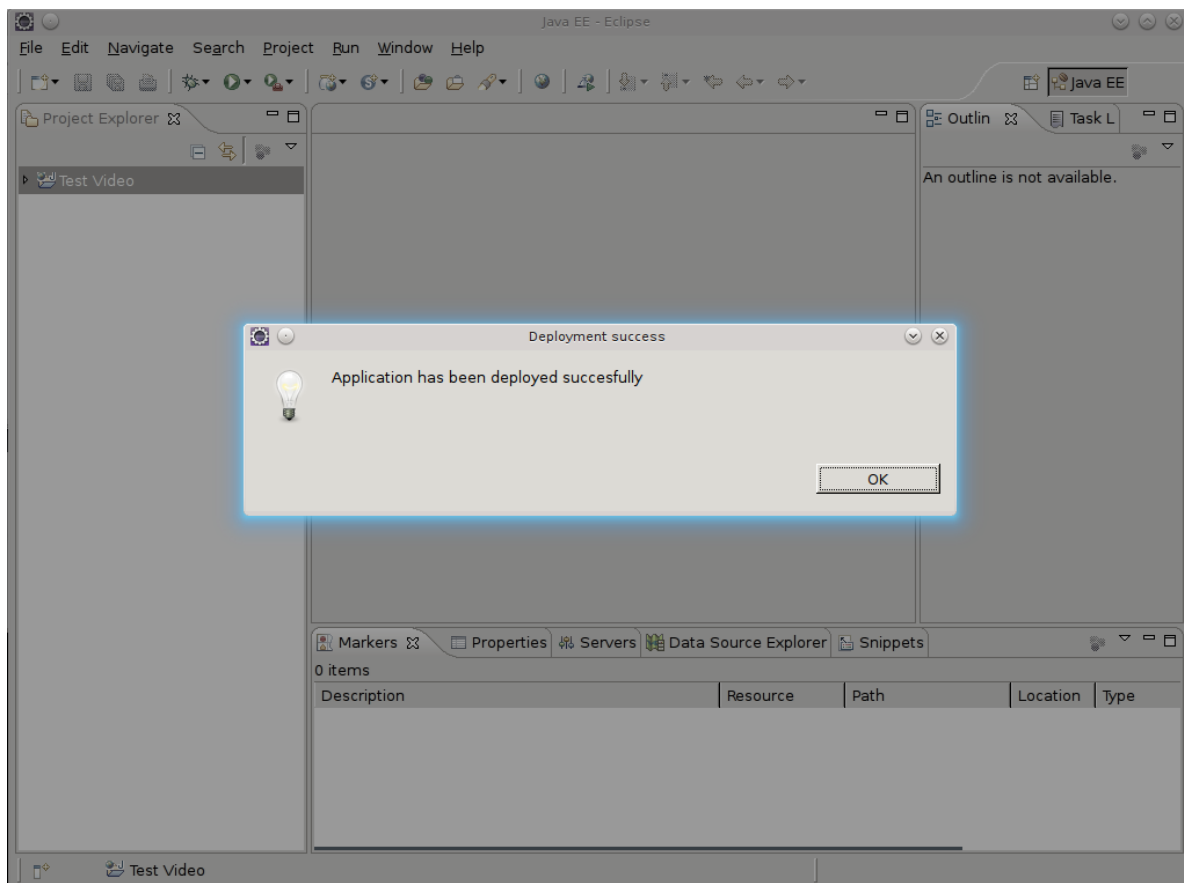 Java EE - Eclipse
File Edit Navigate Search Project Run Window Help
Java EE
Project Explorer
Outlin Task L
Test Video
An outline is not available.
Deployment success
Application has been deployed succesfully
OK
Markers Properties Servers Data Source Explorer Snippets
0 items
Description Resource Path Location Type
Test Video